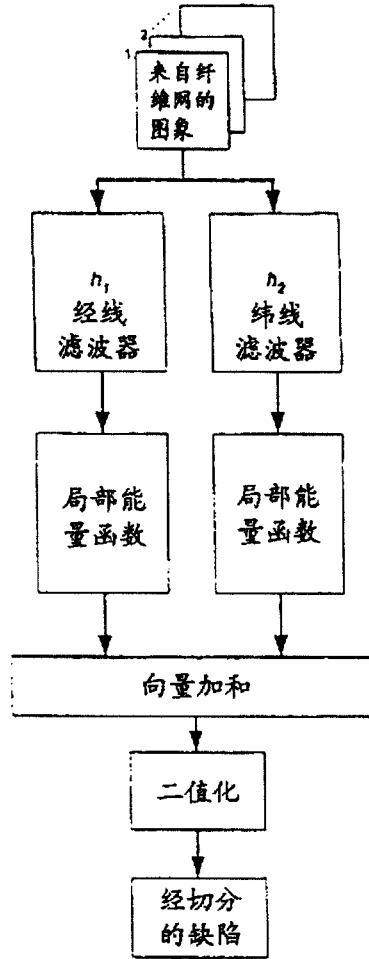 2
1
来自纤
维网的
图象
h₁
经线
滤波器
h₂
纬线
滤波器
局部能
量函数
局部能
量函数
向量加和
二值化
经切分
的缺陷